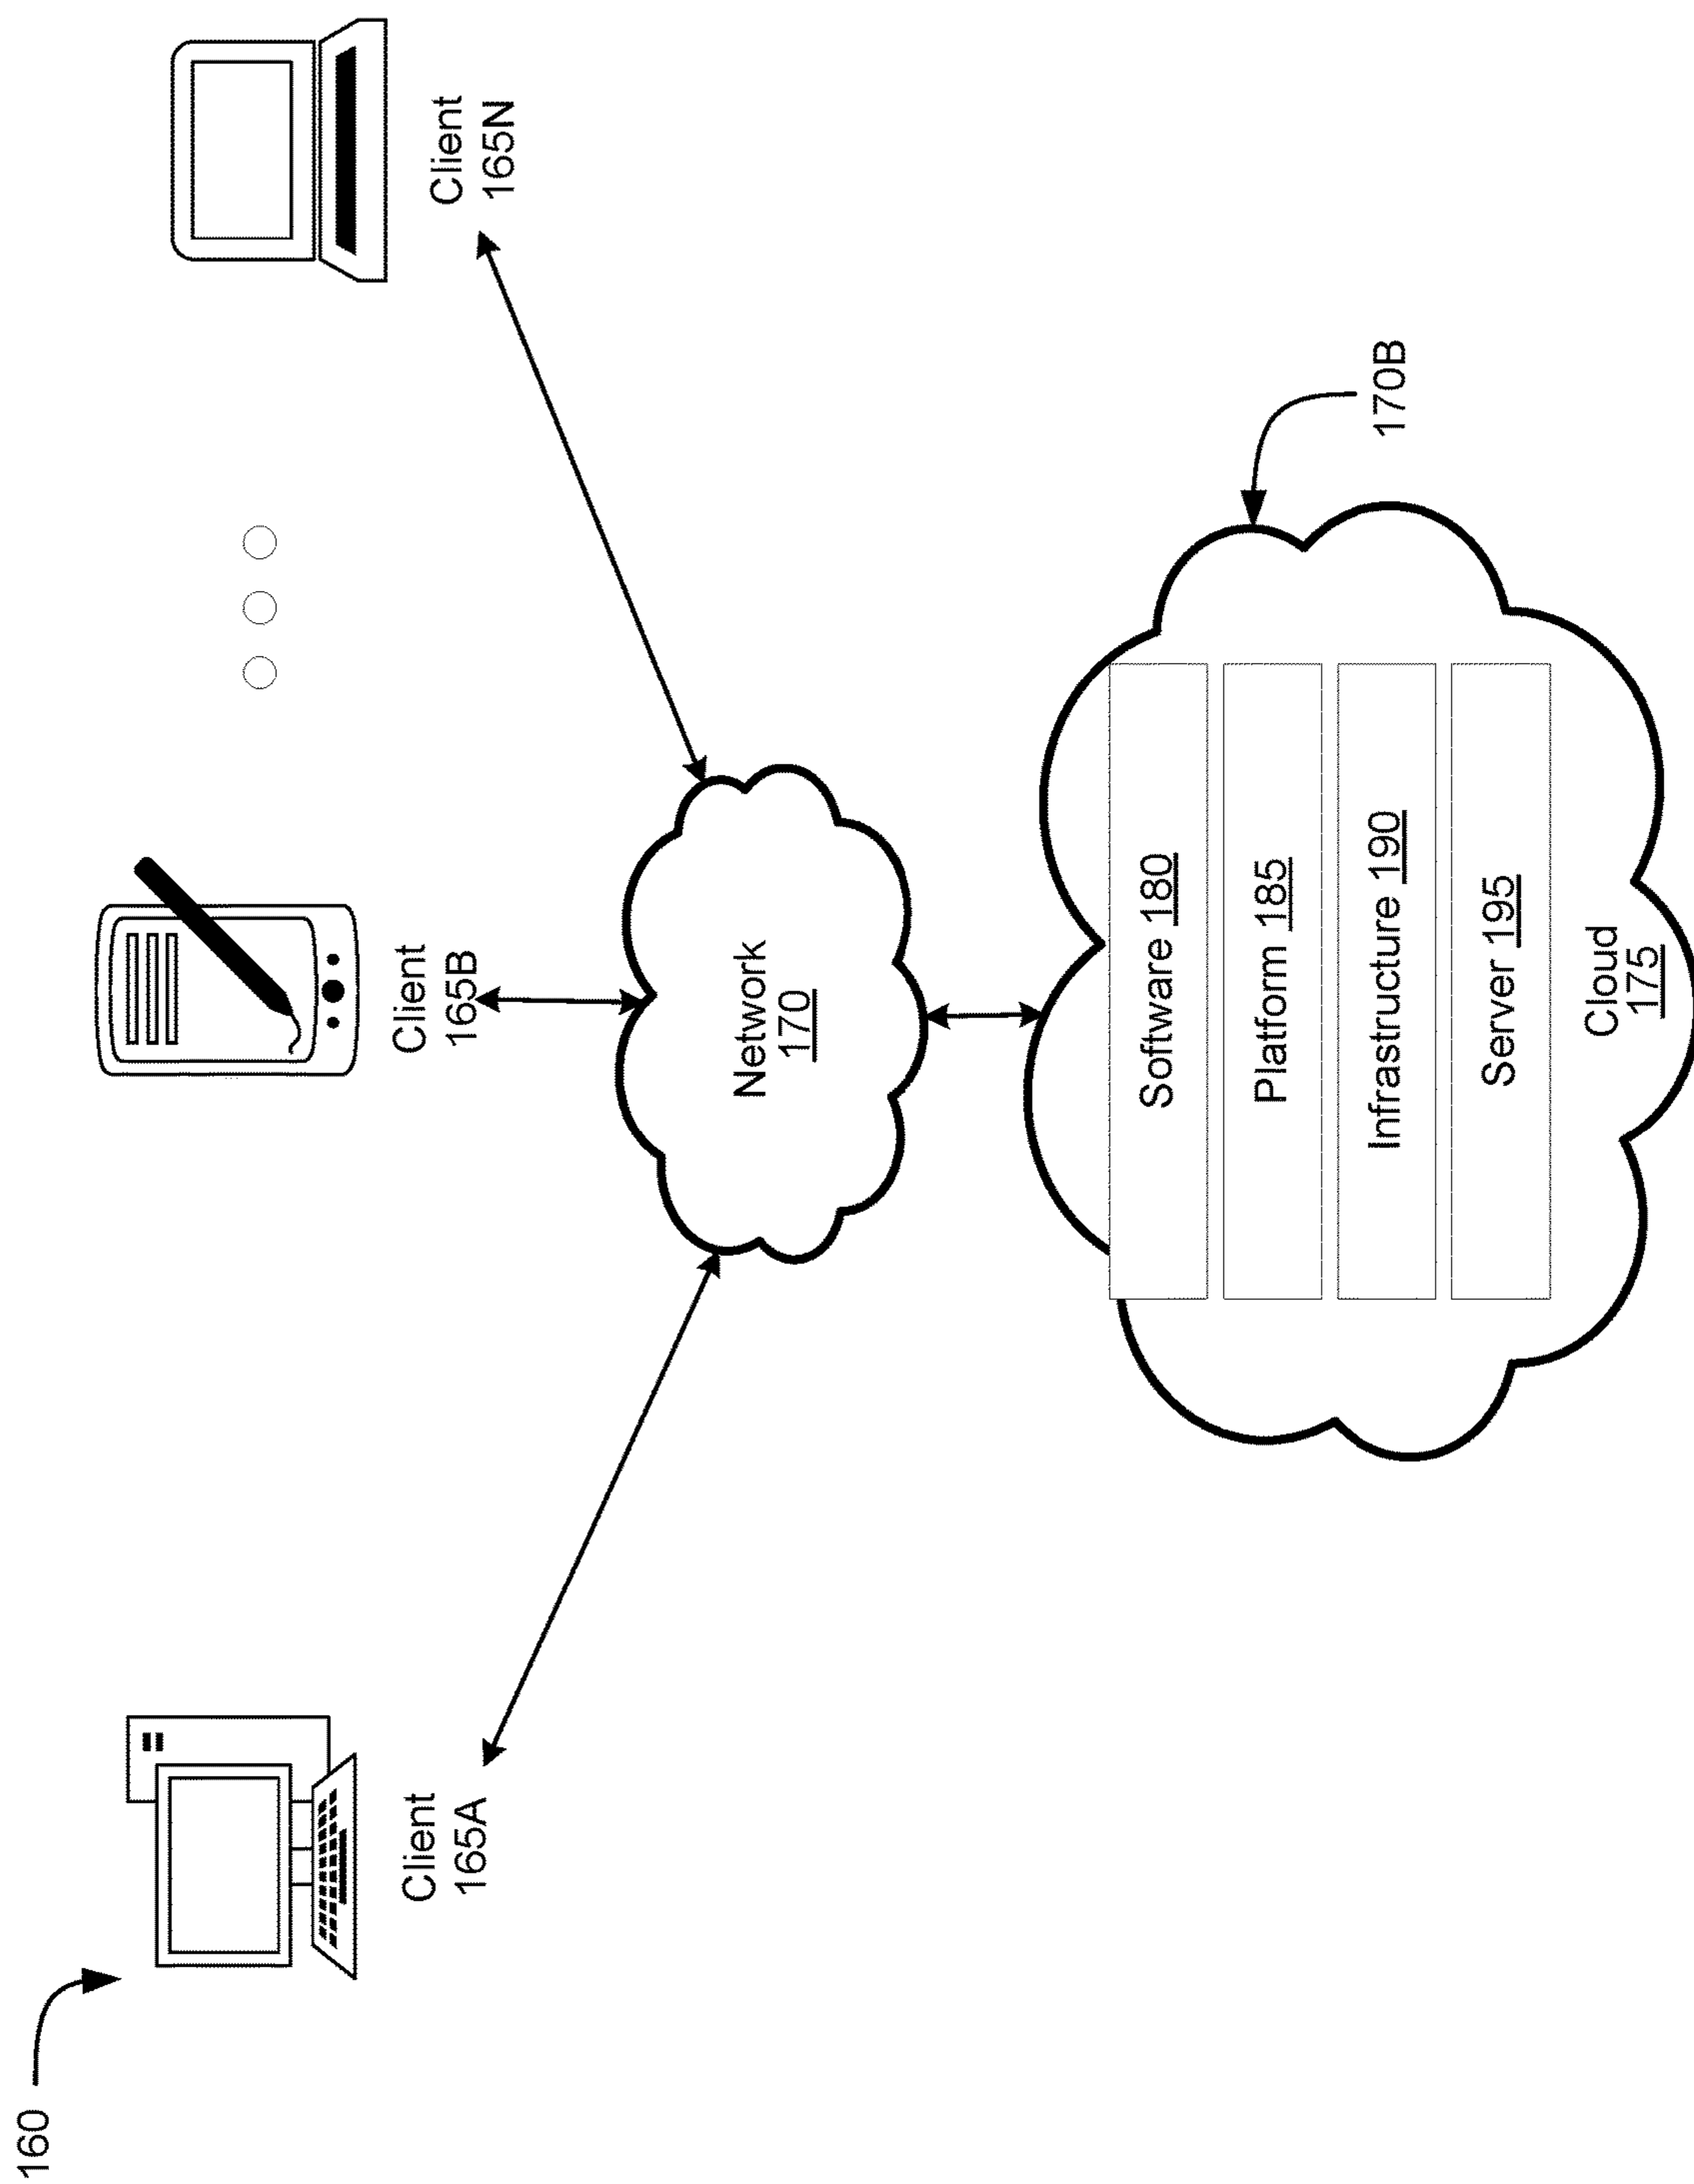 160
Client
165A
Client
165B
Client
165N
Network
170
170B
Software 180
Platform 185
Infrastructure 190
Server 195
Cloud
175